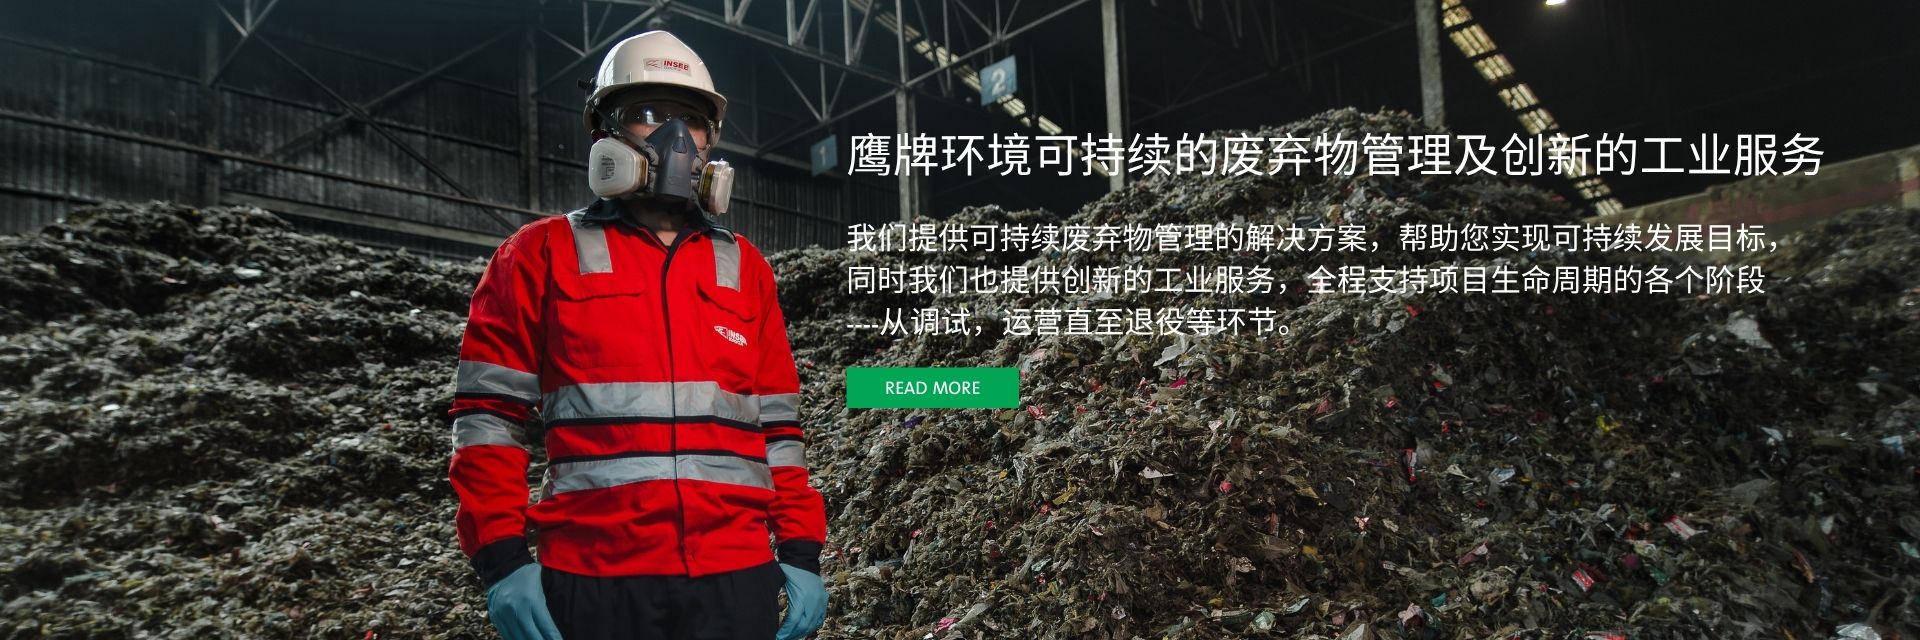 INSEE
2
1
鹰牌环境可持续的废弃物管理及创新的工业服务
我们提供可持续废弃物管理的解决方案，帮助您实现可持续发展目标，
同时我们也提供创新的工业服务，全程支持项目生命周期的各个阶段
----从调试，运营直至退役等环节。
INSEE
READ MORE